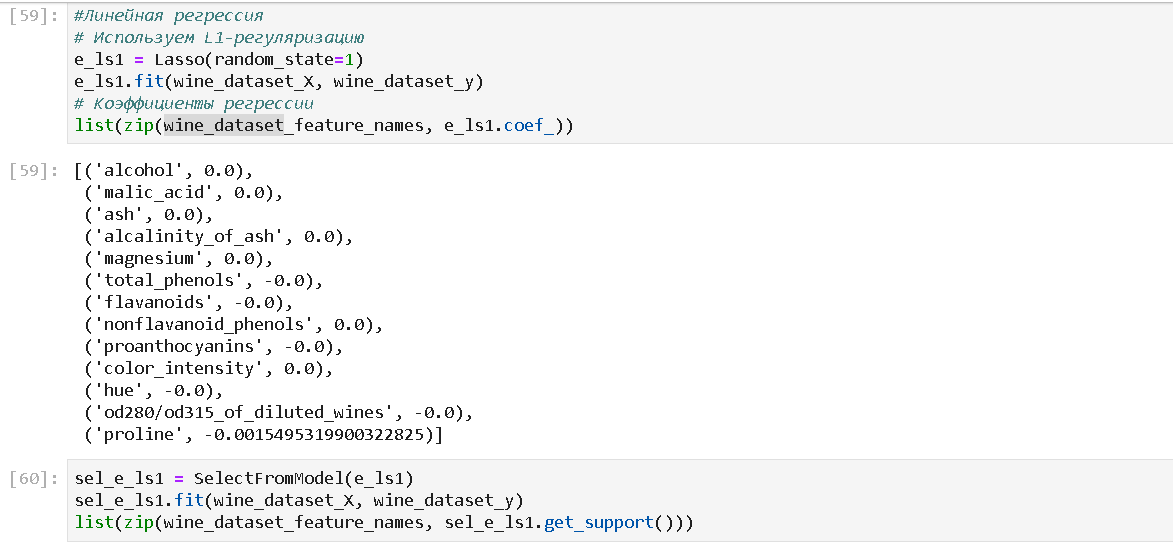 [59]: #Линейная регрессия
# Используем L1-регуляризацию
e_ls1 = Lasso(random_state=1)
e_ls1.fit(wine_dataset_X, wine_dataset_y)
# Коэффициенты регрессии
list(zip(wine_dataset_feature_names, e_ls1.coef_))
[59]: [('alcohol', 0.0),
('malic_acid', 0.0),
('ash', 0.0),
('alcalinity_of_ash', 0.0),
('magnesium', 0.0),
('total_phenols', -0.0),
('flavanoids', -0.0),
('nonflavanoid_phenols', 0.0),
('proanthocyanins', -0.0),
('color_intensity', 0.0),
('hue', -0.0),
('od280/od315_of_diluted_wines', -0.0),
('proline', -0.0015495319900322825)]
[60]: sel_e_ls1 = SelectFromModel(e_ls1)
sel_e_ls1.fit(wine_dataset_X, wine_dataset_y)
list(zip(wine_dataset_feature_names, sel_e_ls1.get_support()))